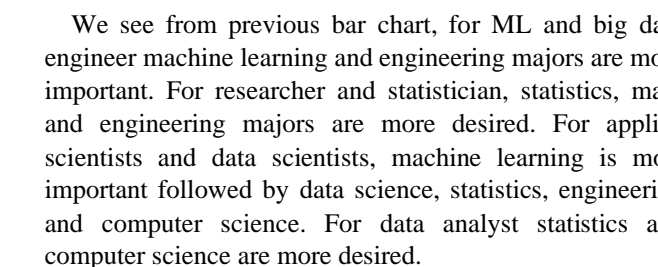 We see from previous bar chart, for ML and big da
engineer machine learning and engineering majors are mo
important. For researcher and statistician, statistics, ma
and engineering majors are more desired. For appli
scientists and data scientists, machine learning is mo
important followed by data science, statistics, engineeri
and computer science. For data analyst statistics a
computer science are more desired.